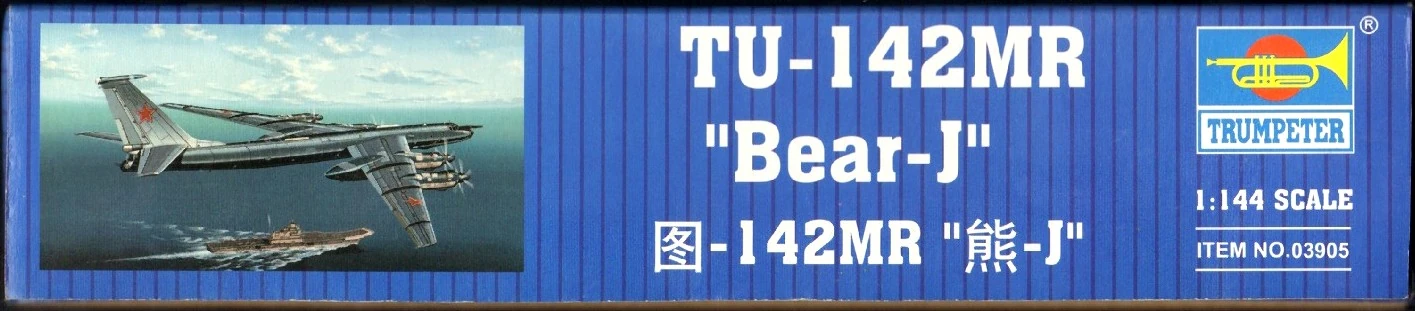 TU-142MR
"Bear-J"
图-142MR "熊-J"
®
TRUMPETER
1:144 SCALE
ITEM NO.03905